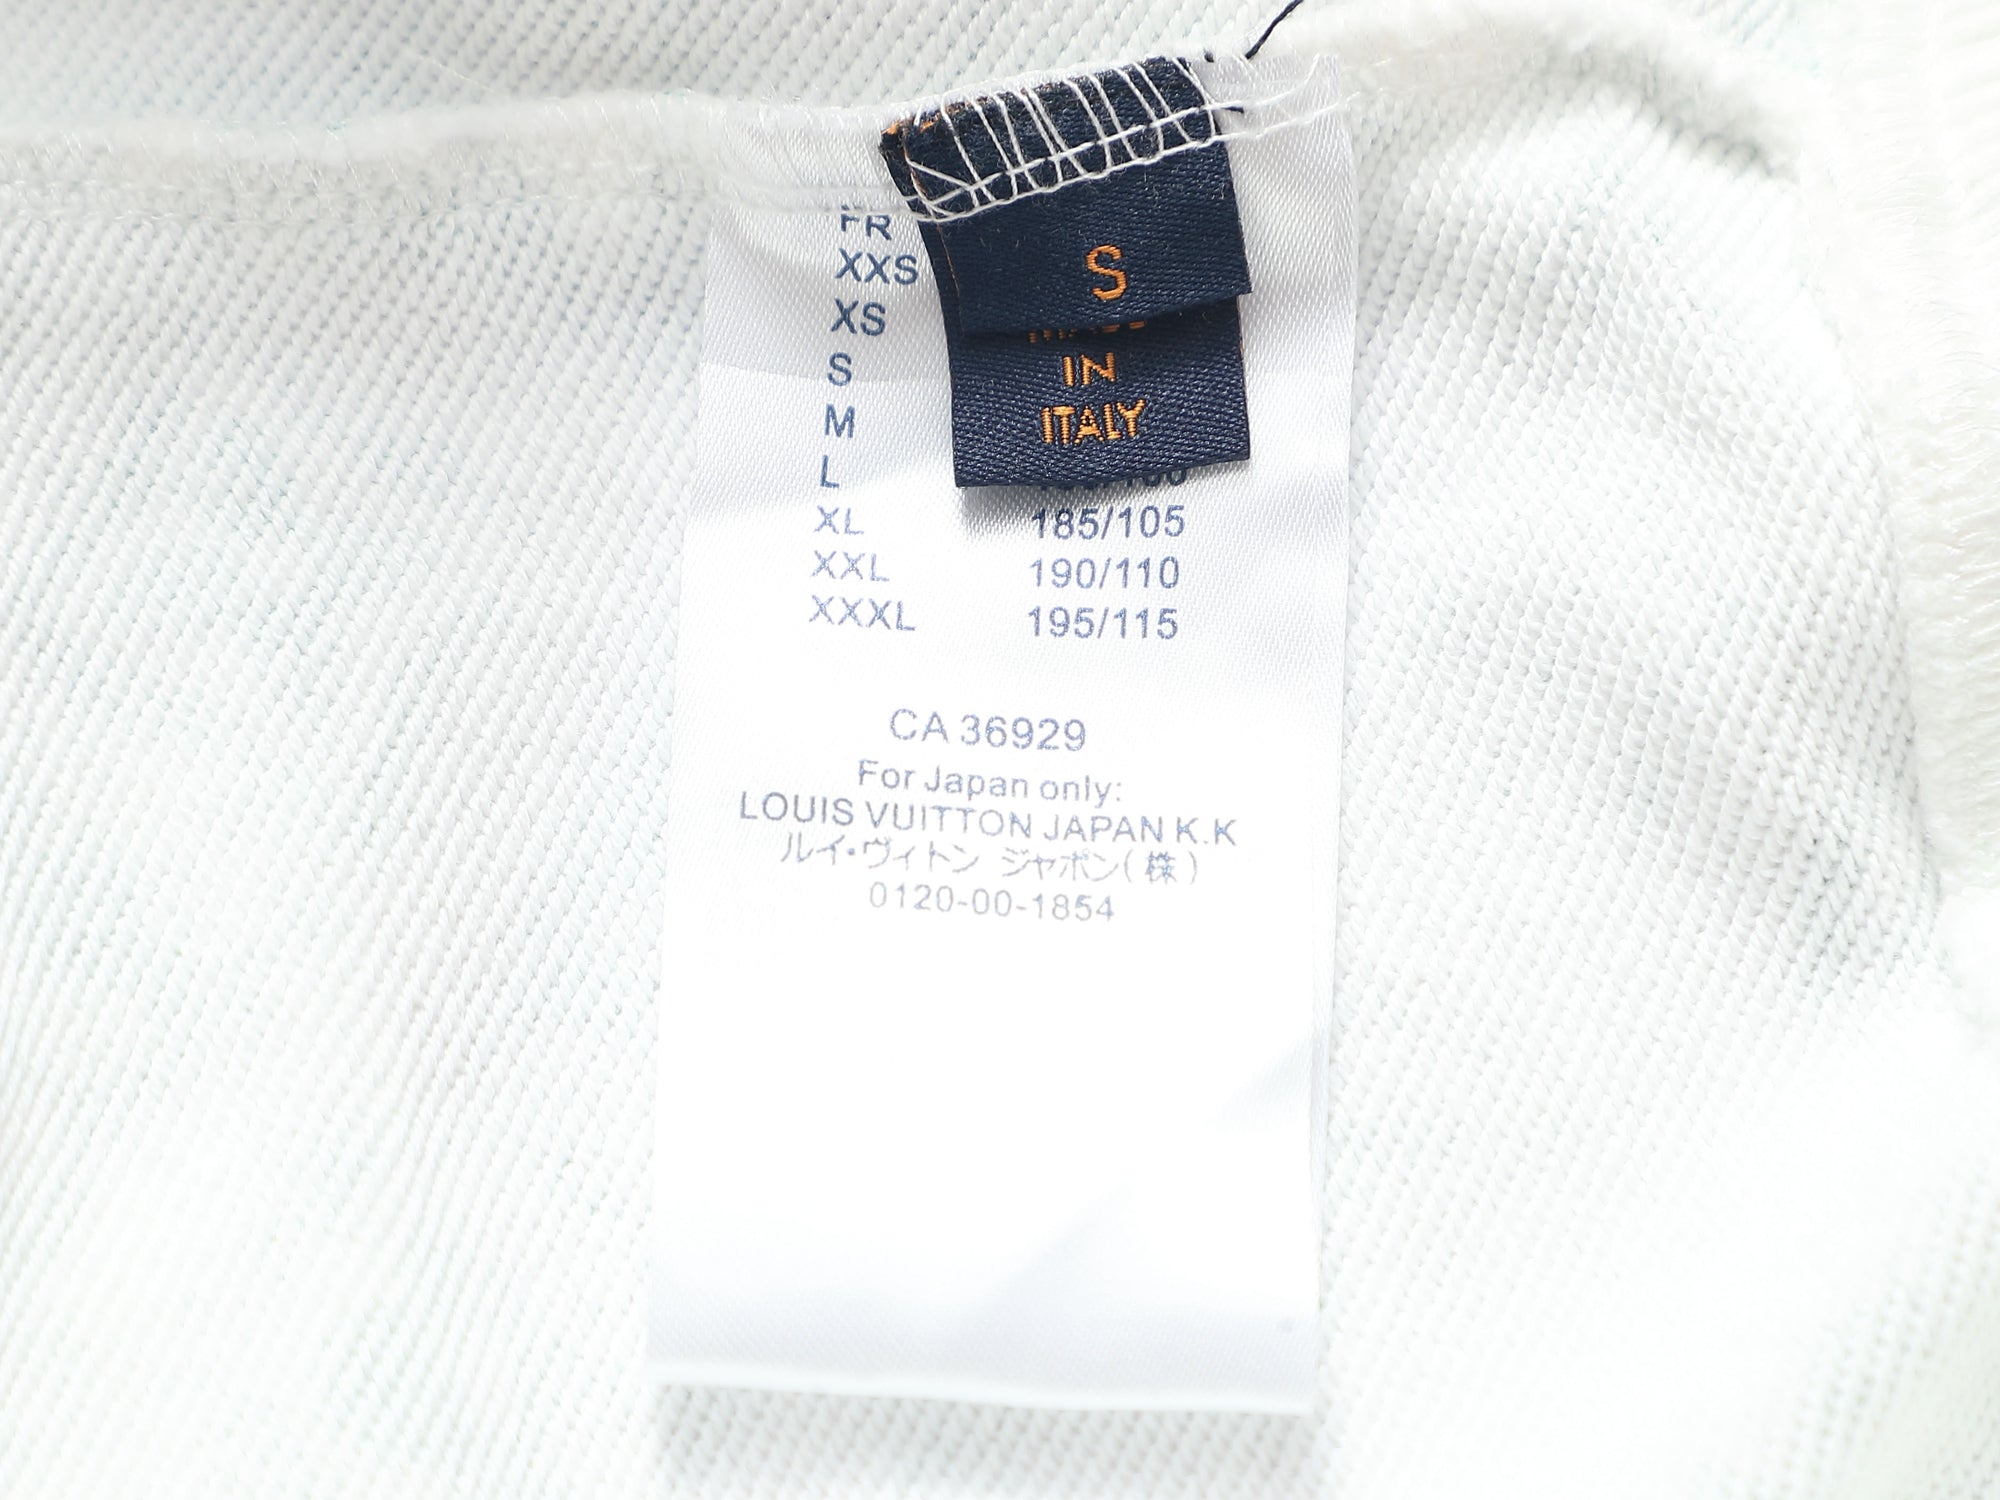 FR
XXS
XS
S
M
L
XL 185/105
XXL 190/110
XXXL 195/115
S
IN
ITALY
CA 36929
For Japan only:
LOUIS VUITTON JAPAN K.K
ルイ・ヴィトン ジャポン(株)
0120-00-1854